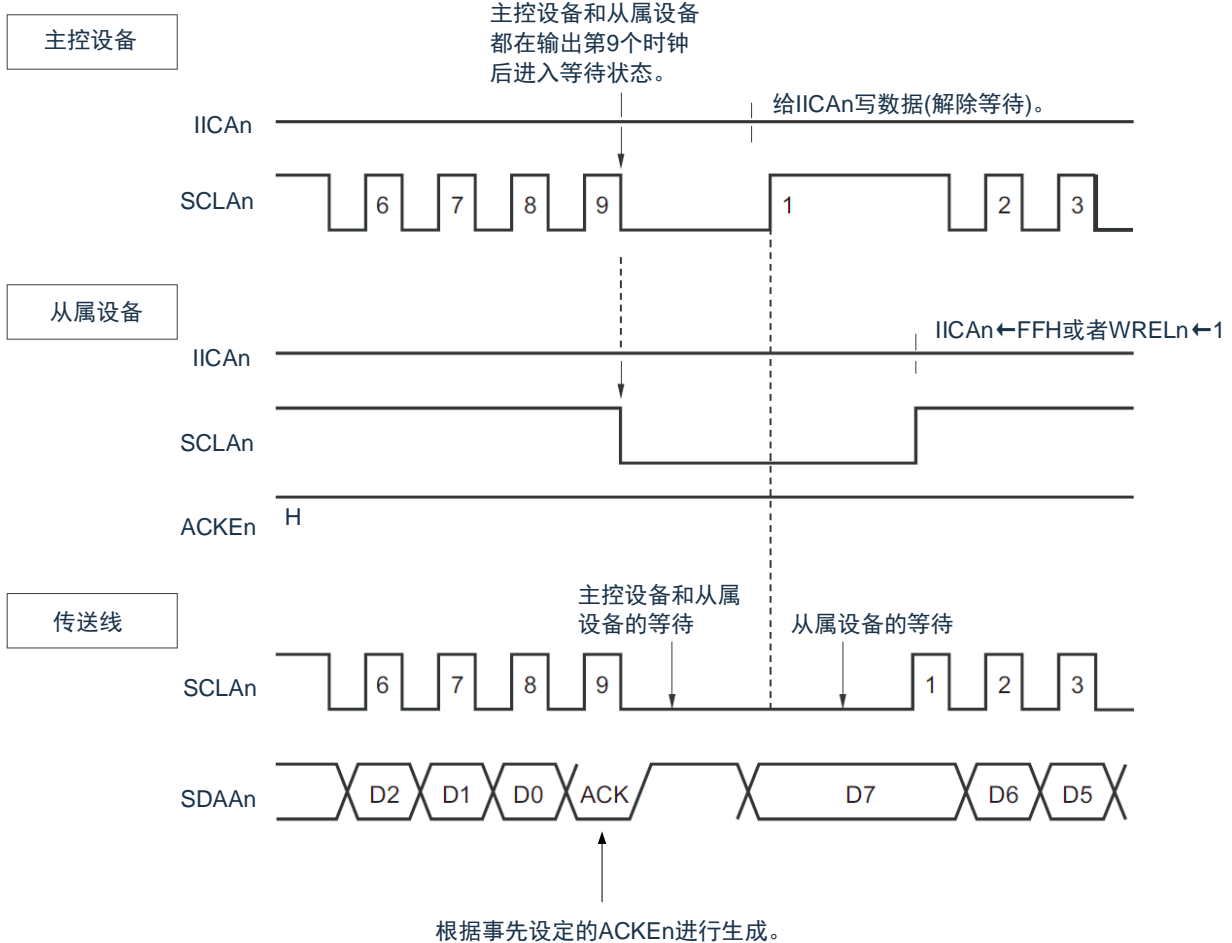 主控设备
主控设备和从属设备
都在输出第9个时钟
后进入等待状态。
给IICAn写数据(解除等待)。
IICAn
SCLAn
6 7 8 9 1 2 3
从属设备
IICAn←FFH或者WRELn←1
IICAn
SCLAn
H
ACKEn
传送线
主控设备和从属
设备的等待
从属设备的等待
SCLAn
6 7 8 9 1 2 3
SDAAn
D2 D1 D0 ACK D7 D6 D5
根据事先设定的ACKEn进行生成。